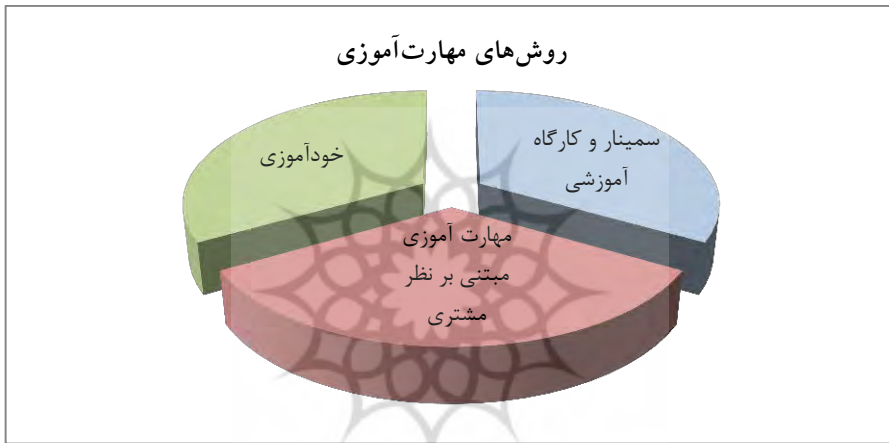 روش‌های مهارت‌آموزی
سمینار و کارگاه
آموزشی
خودآموزی
مهارت آموزی
مبتنی بر نظر
مشتری